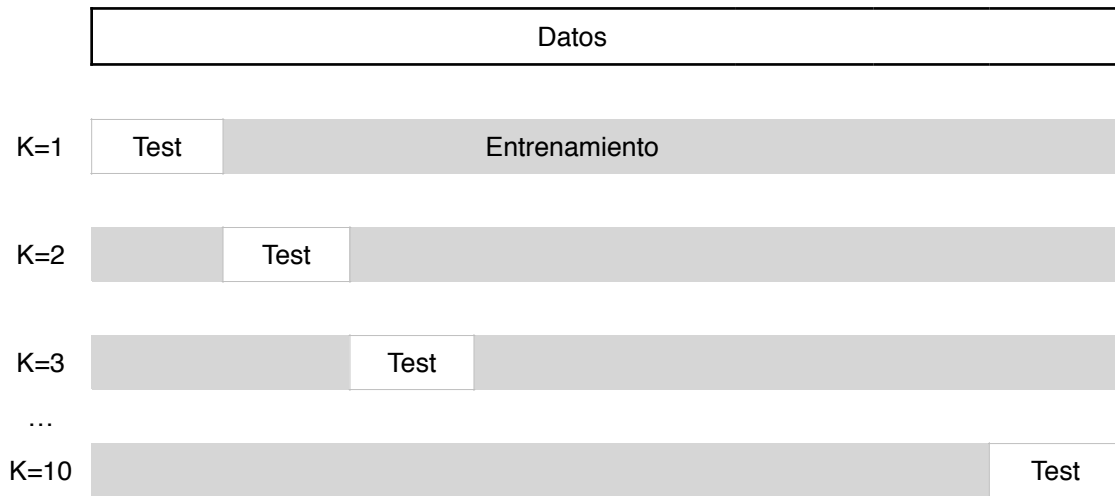 Datos
K=1 Test Entrenamiento
K=2 Test
K=3 Test
...
K=10 Test